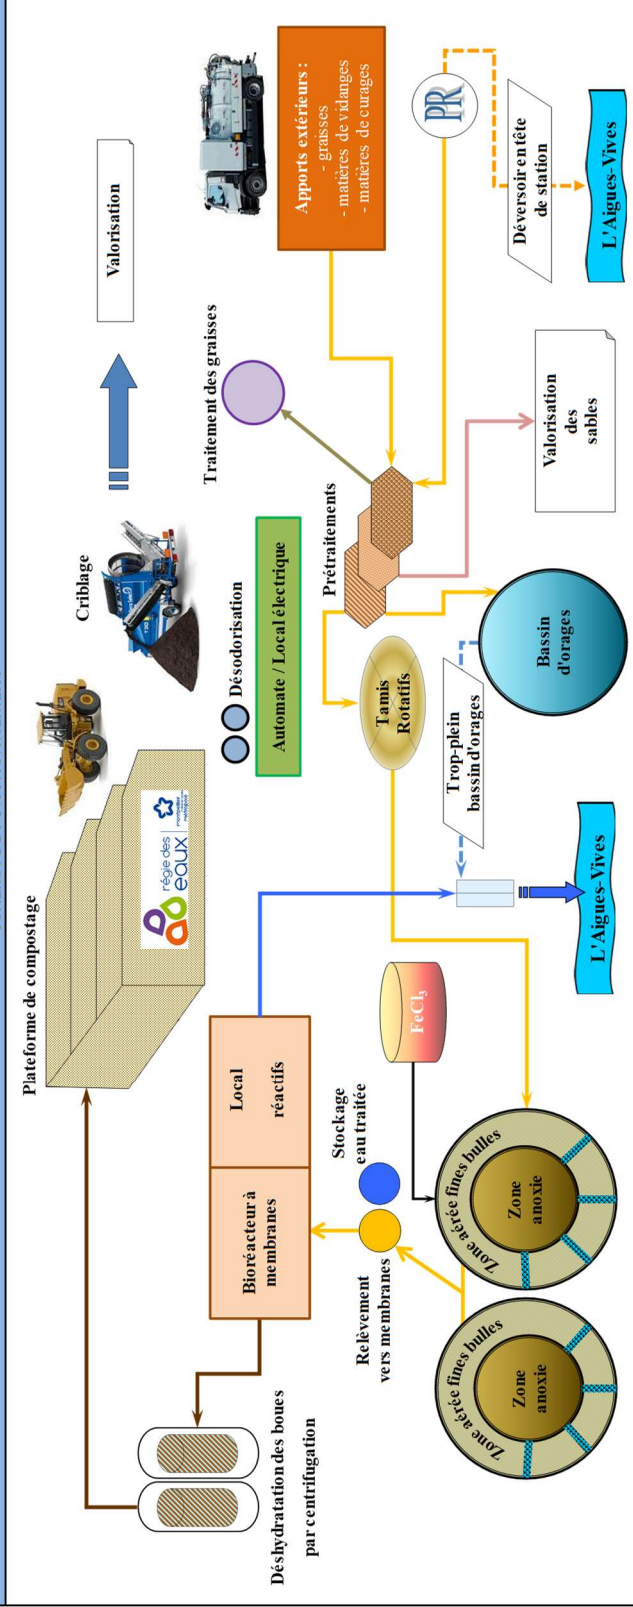 Plateforme de compostage
régie des
eaux
montpellier
Criblage
Valorisation
Désodorisation
Automate / Local électrique
Traitement des graisses
Apports extérieurs :
- graisses
- matières de vidanges
- matières de curages
Prétraitements
PR
Déversoir en tête
de station
L'Aigues-Vives
Valorisation
des
sables
Tamis
Rotatifs
Bassin
d'orages
Trop-plein
bassin d'orages
L'Aigues-Vives
Déshydratation des boues
par centrifugation
Bioréacteur à
membranes
Local
réactifs
Relèvement
vers membranes
Stockage
eau traitée
FeCl₃
Zone aérée fines bulles
Zone
anoxie
Zone aérée fines bulles
Zone
anoxie